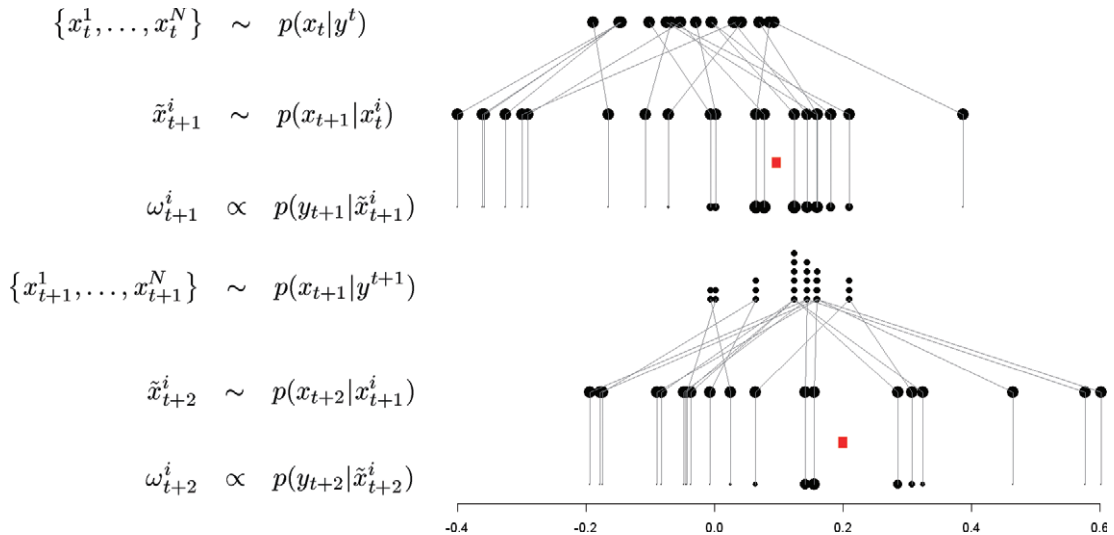 {x_t^1, . . . , x_t^N} ∼ p(x_t|y^t)
x̃_{t+1}^i ∼ p(x_{t+1}|x_t^i)
ω_{t+1}^i ∝ p(y_{t+1}|x̃_{t+1}^i)
{x_{t+1}^1, . . . , x_{t+1}^N} ∼ p(x_{t+1}|y^{t+1})
x̃_{t+2}^i ∼ p(x_{t+2}|x_{t+1}^i)
ω_{t+2}^i ∝ p(y_{t+2}|x̃_{t+2}^i)
-0.4 -0.2 0.0 0.2 0.4 0.6